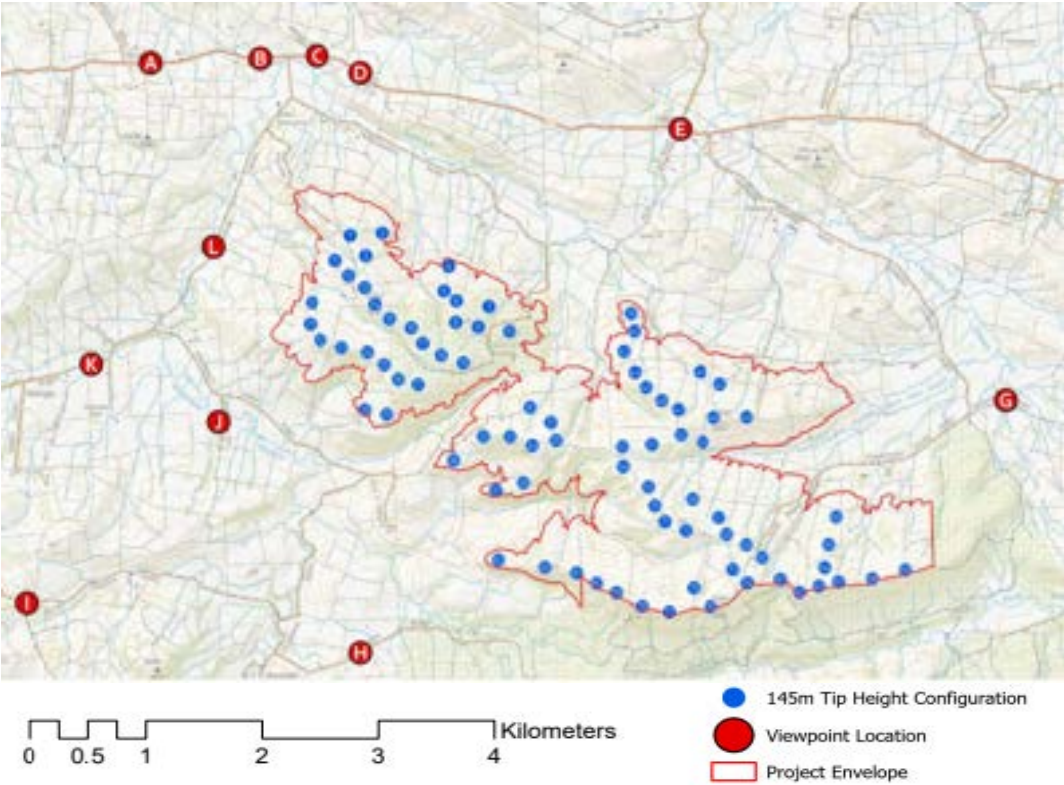 A
B
C
D
E
L
K
J
G
I
H
145m Tip Height Configuration
Kilometers
Viewpoint Location
0 0.5 1 2 3 4
Project Envelope